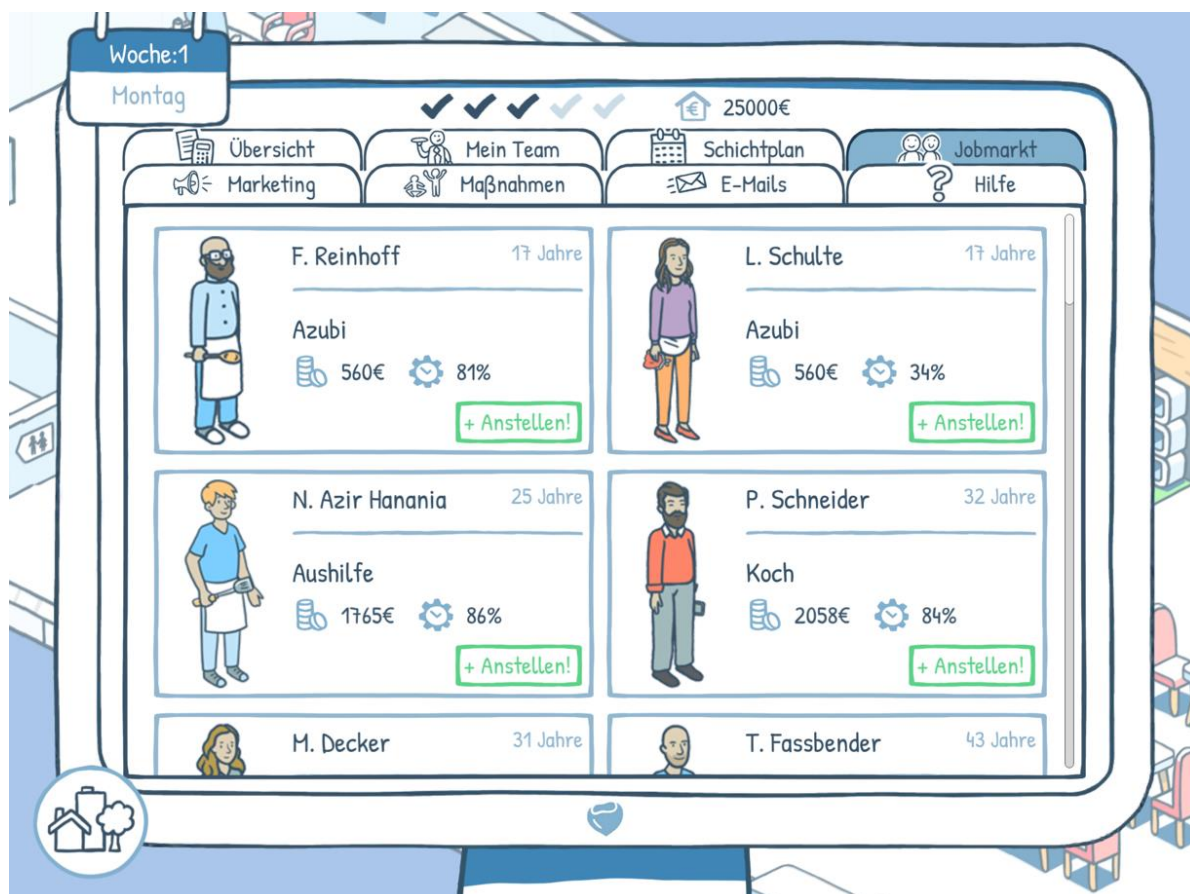 Woche:1
Montag
25000€
Übersicht
Mein Team
Schichtplan
Jobmarkt
Marketing
Maßnahmen
E-Mails
Hilfe
F. Reinhoff 17 Jahre
Azubi
560€ 81%
+ Anstellen!
L. Schulte 17 Jahre
Azubi
560€ 34%
+ Anstellen!
N. Azir Hanania 25 Jahre
Aushilfe
1765€ 86%
+ Anstellen!
P. Schneider 32 Jahre
Koch
2058€ 84%
+ Anstellen!
M. Decker 31 Jahre
T. Fassbender 43 Jahre